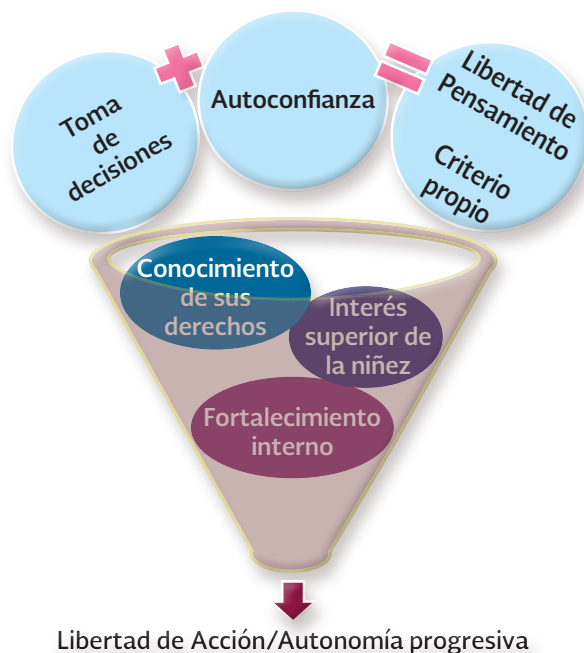 Toma
de
decisiones
+
Autoconfianza
=
Libertad de
Pensamiento
Criterio
propio
Conocimiento
de sus
derechos
Interés
superior de
la niñez
Fortalecimiento
interno
Libertad de Acción/Autonomía progresiva